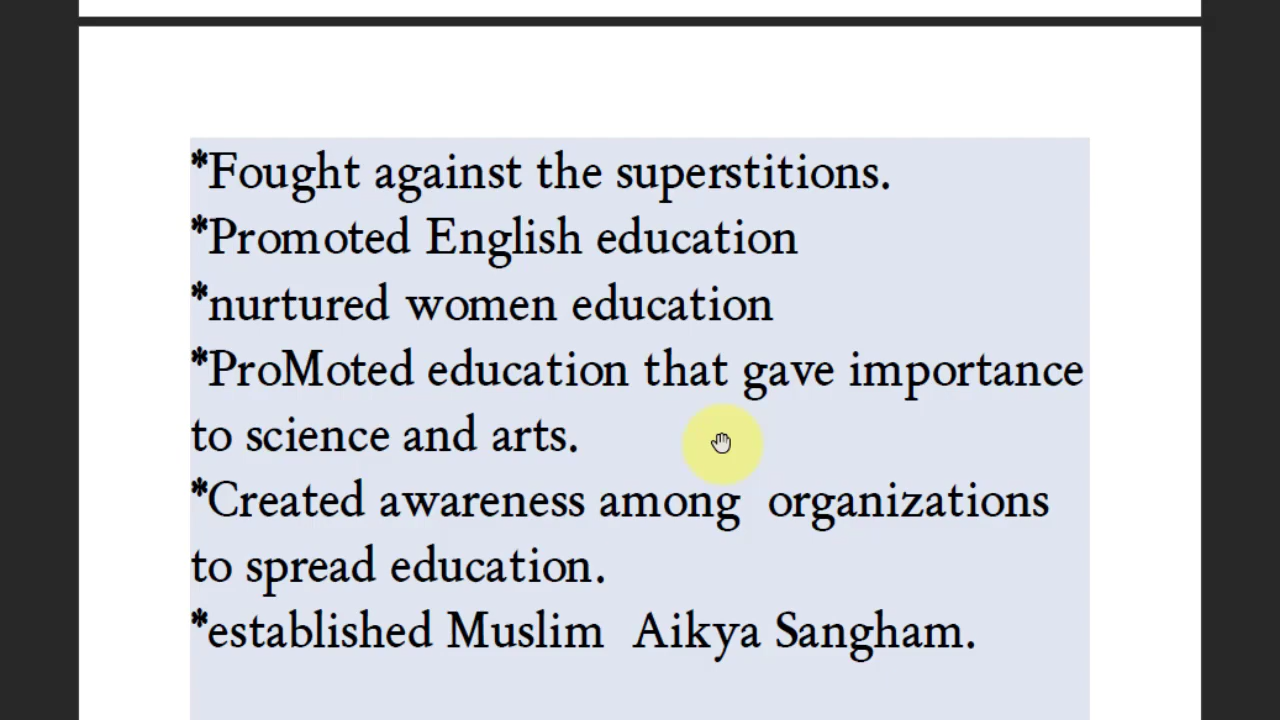 *Fought against the superstitions.
*Promoted English education
*nurtured women education
*ProMoted education that gave importance
to science and arts.
*Created awareness among  organizations
to spread education.
*established Muslim  Aikya Sangham.